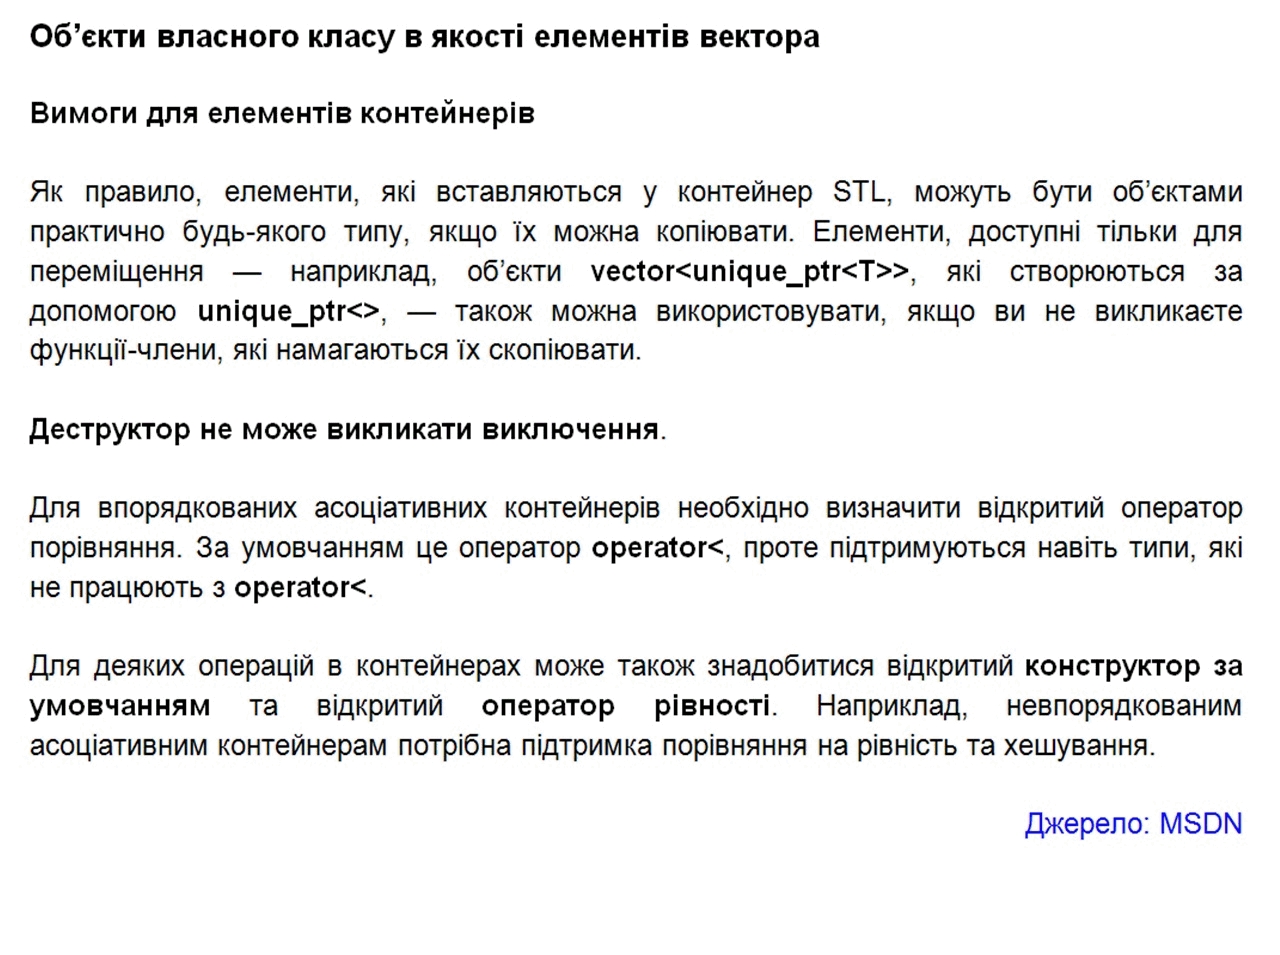 Об’єкти власного класу в якості елементів вектора
Вимоги для елементів контейнерів
Як правило, елементи, які вставляються у контейнер STL, можуть бути об’єктами
практично будь-якого типу, якщо їх можна копіювати. Елементи, доступні тільки для
переміщення — наприклад, об’єкти vector<unique_ptr<T>>, які створюються за
допомогою unique_ptr<>, — також можна використовувати, якщо ви не викликаєте
функції-члени, які намагаються їх скопіювати.
Деструктор не може викликати виключення.
Для впорядкованих асоціативних контейнерів необхідно визначити відкритий оператор
порівняння. За умовчанням це оператор operator<, проте підтримуються навіть типи, які
не працюють з operator<.
Для деяких операцій в контейнерах може також знадобитися відкритий конструктор за
умовчанням та відкритий оператор рівності. Наприклад, невпорядкованим
асоціативним контейнерам потрібна підтримка порівняння на рівність та хешування.
Джерело: MSDN